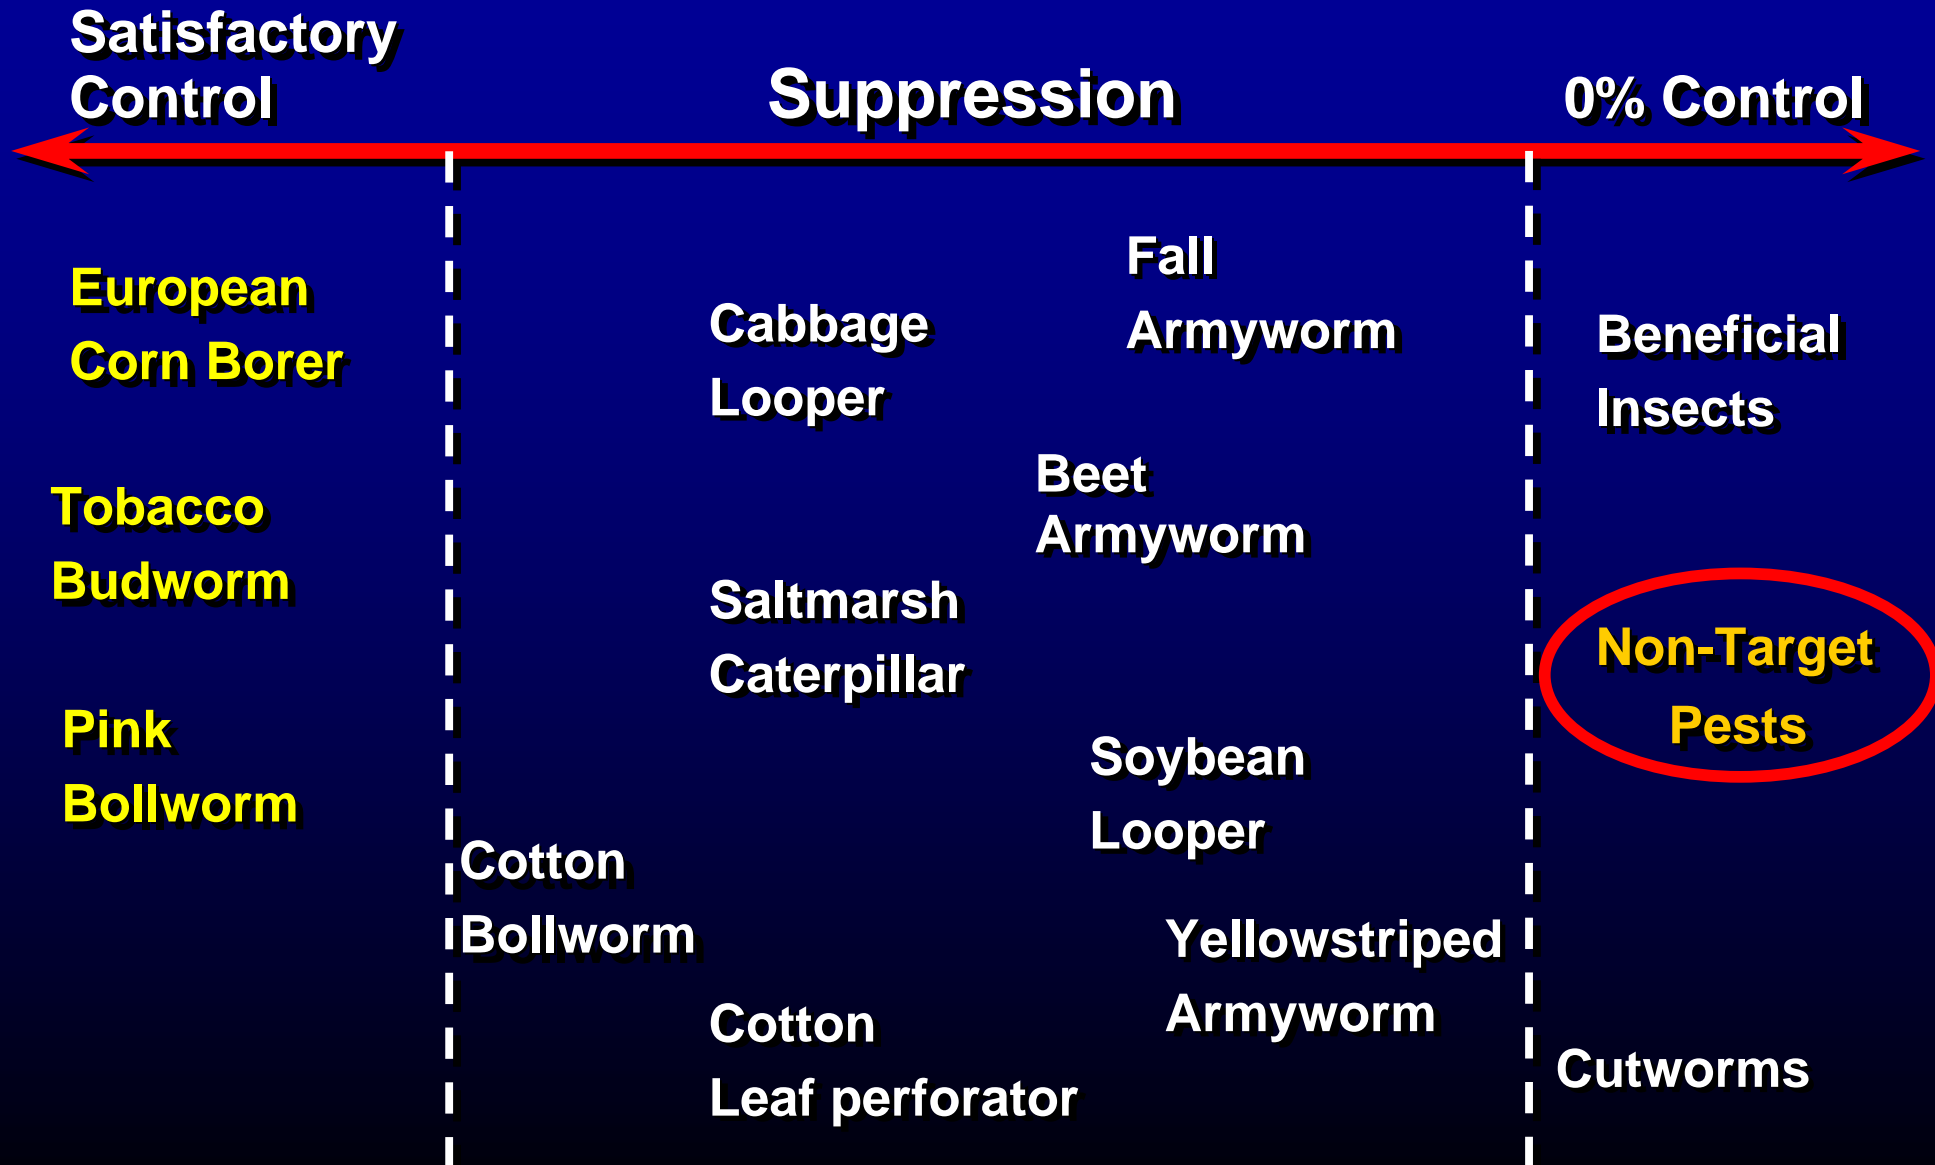 Satisfactory
Control
Suppression
0% Control
European
Corn Borer
Tobacco
Budworm
Pink
Bollworm
Cotton
Bollworm
Cabbage
Looper
Saltmarsh
Caterpillar
Cotton
Leaf perforator
Fall
Armyworm
Beet
Armyworm
Soybean
Looper
Yellowstriped
Armyworm
Beneficial
Insects
Non-Target
Pests
Cutworms